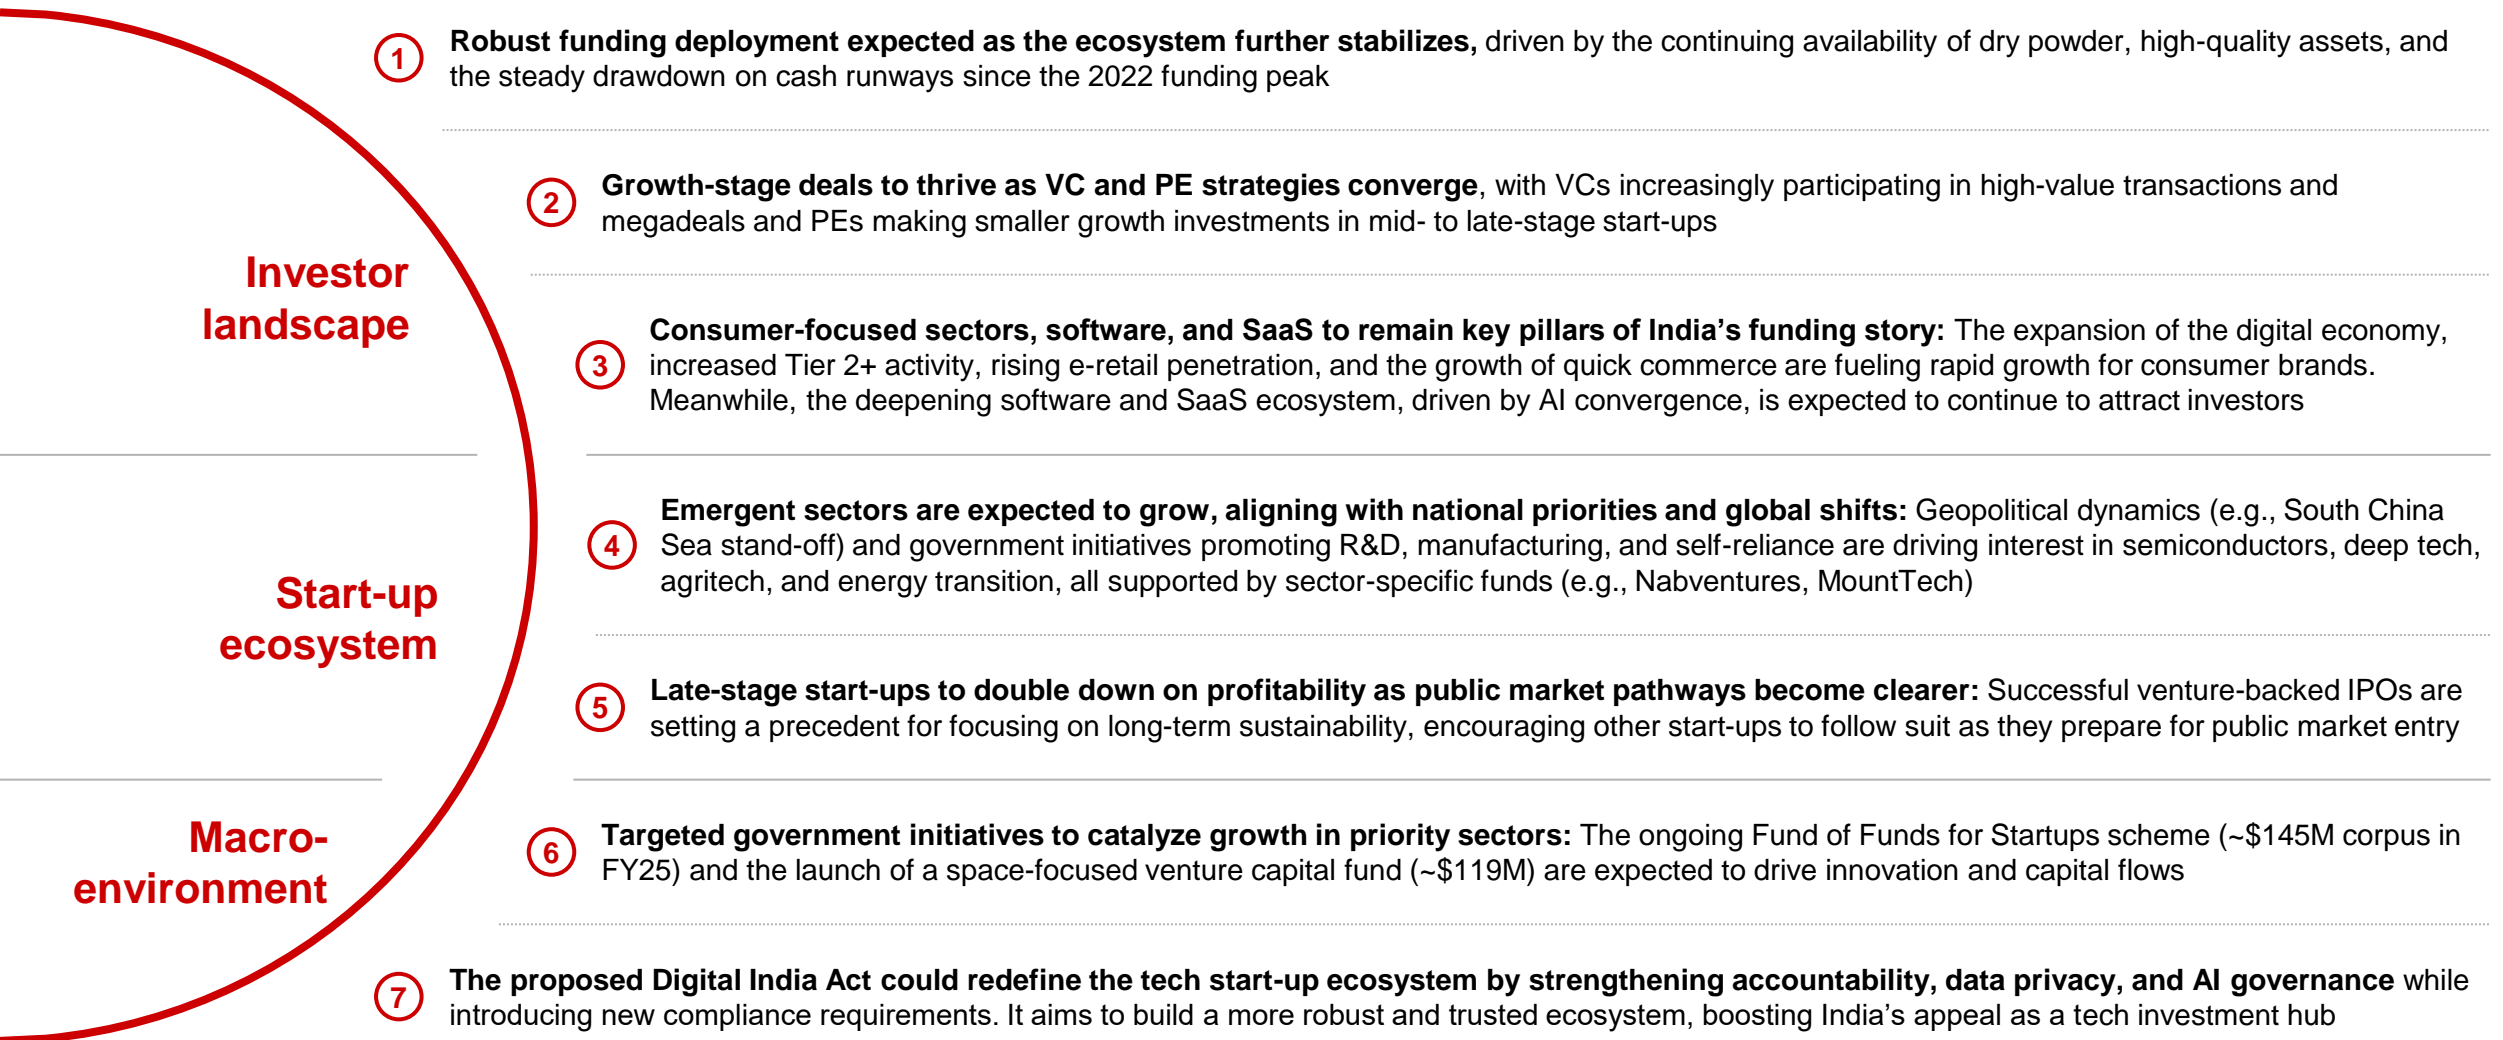 Investor
landscape
1
Robust funding deployment expected as the ecosystem further stabilizes, driven by the continuing availability of dry powder, high-quality assets, and
the steady drawdown on cash runways since the 2022 funding peak
2
Growth-stage deals to thrive as VC and PE strategies converge, with VCs increasingly participating in high-value transactions and
megadeals and PEs making smaller growth investments in mid- to late-stage start-ups
3
Consumer-focused sectors, software, and SaaS to remain key pillars of India’s funding story: The expansion of the digital economy,
increased Tier 2+ activity, rising e-retail penetration, and the growth of quick commerce are fueling rapid growth for consumer brands.
Meanwhile, the deepening software and SaaS ecosystem, driven by AI convergence, is expected to continue to attract investors
Start-up
ecosystem
4
Emergent sectors are expected to grow, aligning with national priorities and global shifts: Geopolitical dynamics (e.g., South China
Sea stand-off) and government initiatives promoting R&D, manufacturing, and self-reliance are driving interest in semiconductors, deep tech,
agritech, and energy transition, all supported by sector-specific funds (e.g., Nabventures, MountTech)
5
Late-stage start-ups to double down on profitability as public market pathways become clearer: Successful venture-backed IPOs are
setting a precedent for focusing on long-term sustainability, encouraging other start-ups to follow suit as they prepare for public market entry
Macro-
environment
6
Targeted government initiatives to catalyze growth in priority sectors: The ongoing Fund of Funds for Startups scheme (~$145M corpus in
FY25) and the launch of a space-focused venture capital fund (~$119M) are expected to drive innovation and capital flows
7
The proposed Digital India Act could redefine the tech start-up ecosystem by strengthening accountability, data privacy, and AI governance while
introducing new compliance requirements. It aims to build a more robust and trusted ecosystem, boosting India’s appeal as a tech investment hub